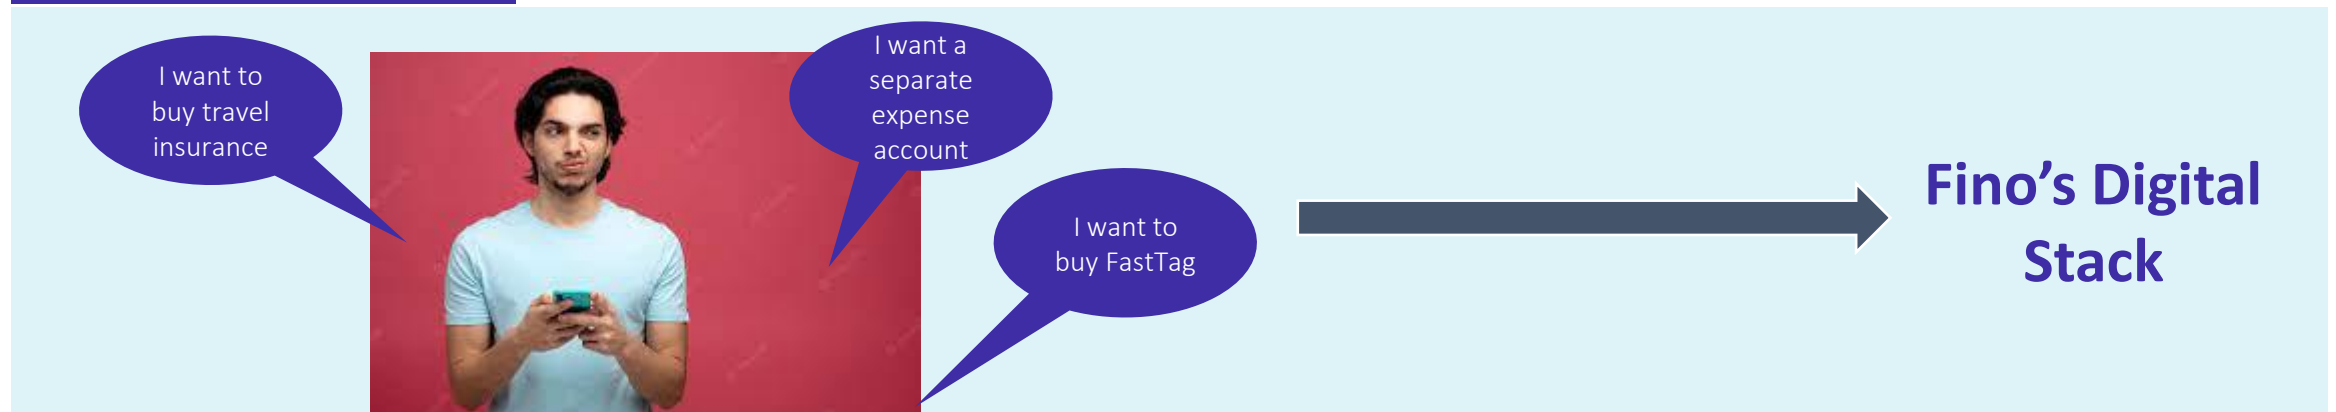 I want to
buy travel
insurance
I want a
separate
expense
account
I want to
buy FastTag
Fino’s Digital
Stack